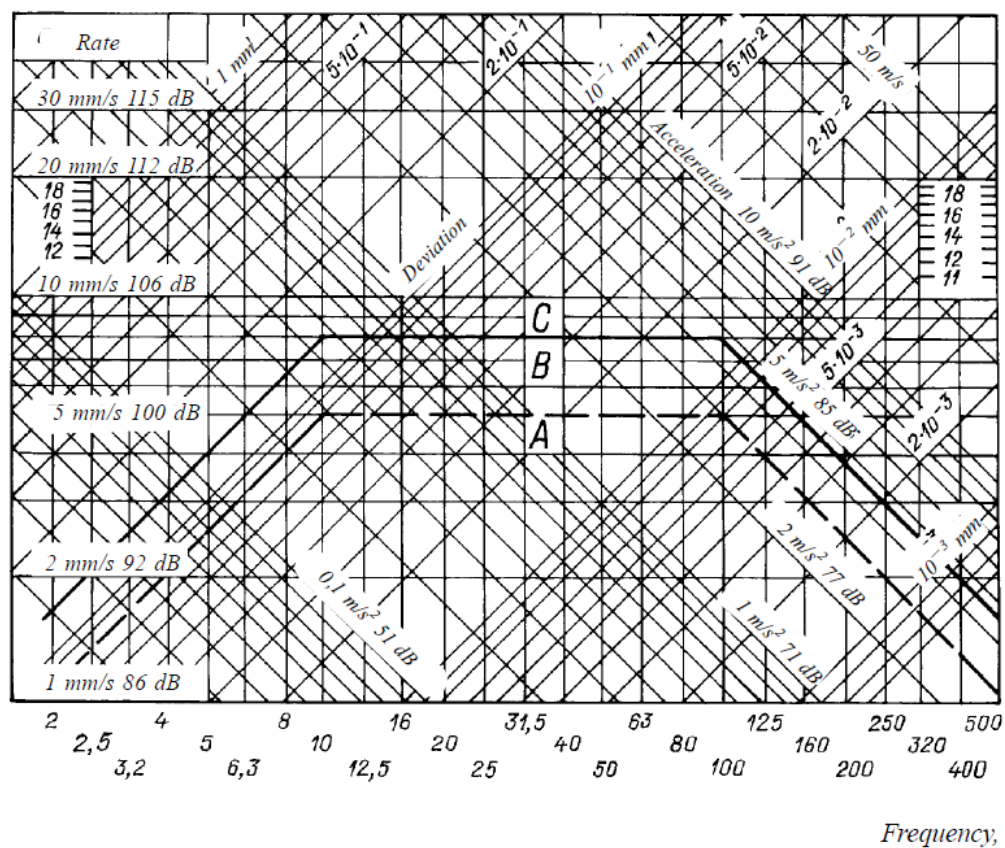 Rate
1 mm
5·10⁻¹
2·10⁻¹
10⁻¹ mm
5·10⁻²
50 m/s
2·10⁻²
30 mm/s 115 dB
20 mm/s 112 dB
18
16
14
12
10 mm/s 106 dB
Deviation
Acceleration 10 m/s² 91 dB
10⁻² mm
18
16
14
12
11
C
B
A
5·10⁻³
5 m/s² 85 dB
2·10⁻³
5 mm/s 100 dB
2 mm/s 92 dB
0,1 m/s² 51 dB
2 m/s² 77 dB
10⁻³ mm
1 m/s² 71 dB
1 mm/s 86 dB
2 4 8 16 31,5 63 125 250 500
2,5 5 10 20 40 80 160 320
3,2 6,3 12,5 25 50 100 200 400
Frequency,